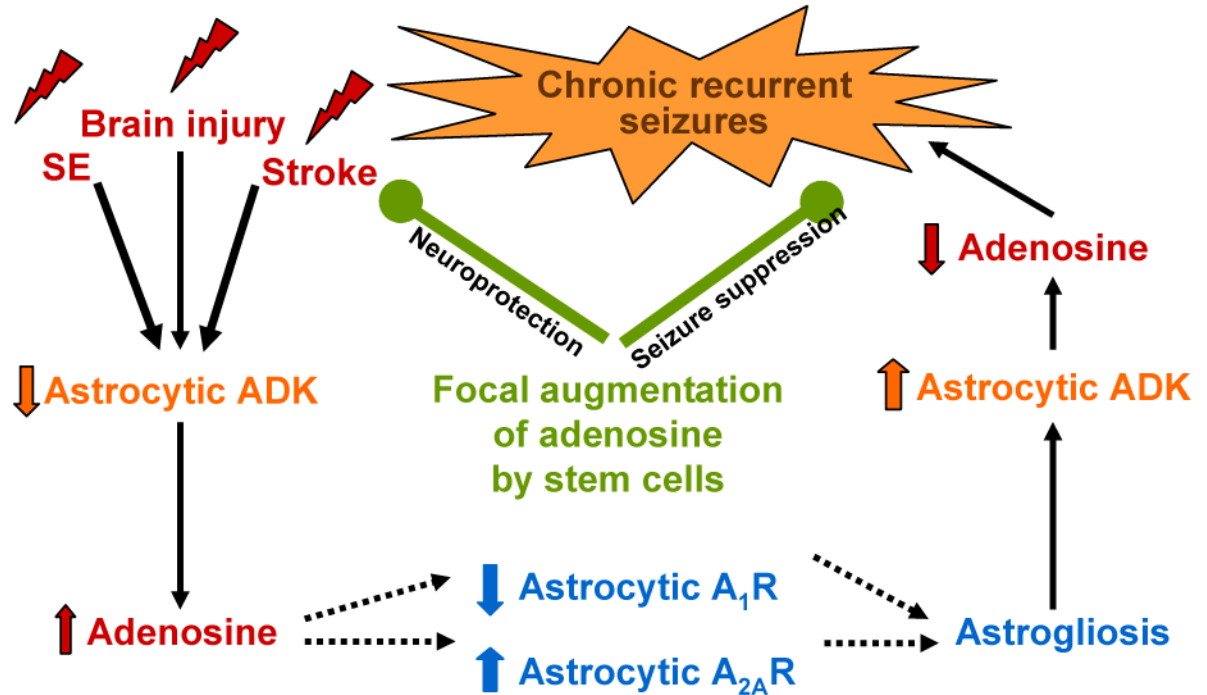 Chronic recurrent
seizures
Brain injury
SE
Stroke
Neuroprotection
Seizure suppression
Adenosine
Astrocytic ADK
Focal augmentation
of adenosine
by stem cells
Astrocytic ADK
Adenosine
Astrocytic A₁R
Astrocytic A₂ₐR
Astrogliosis